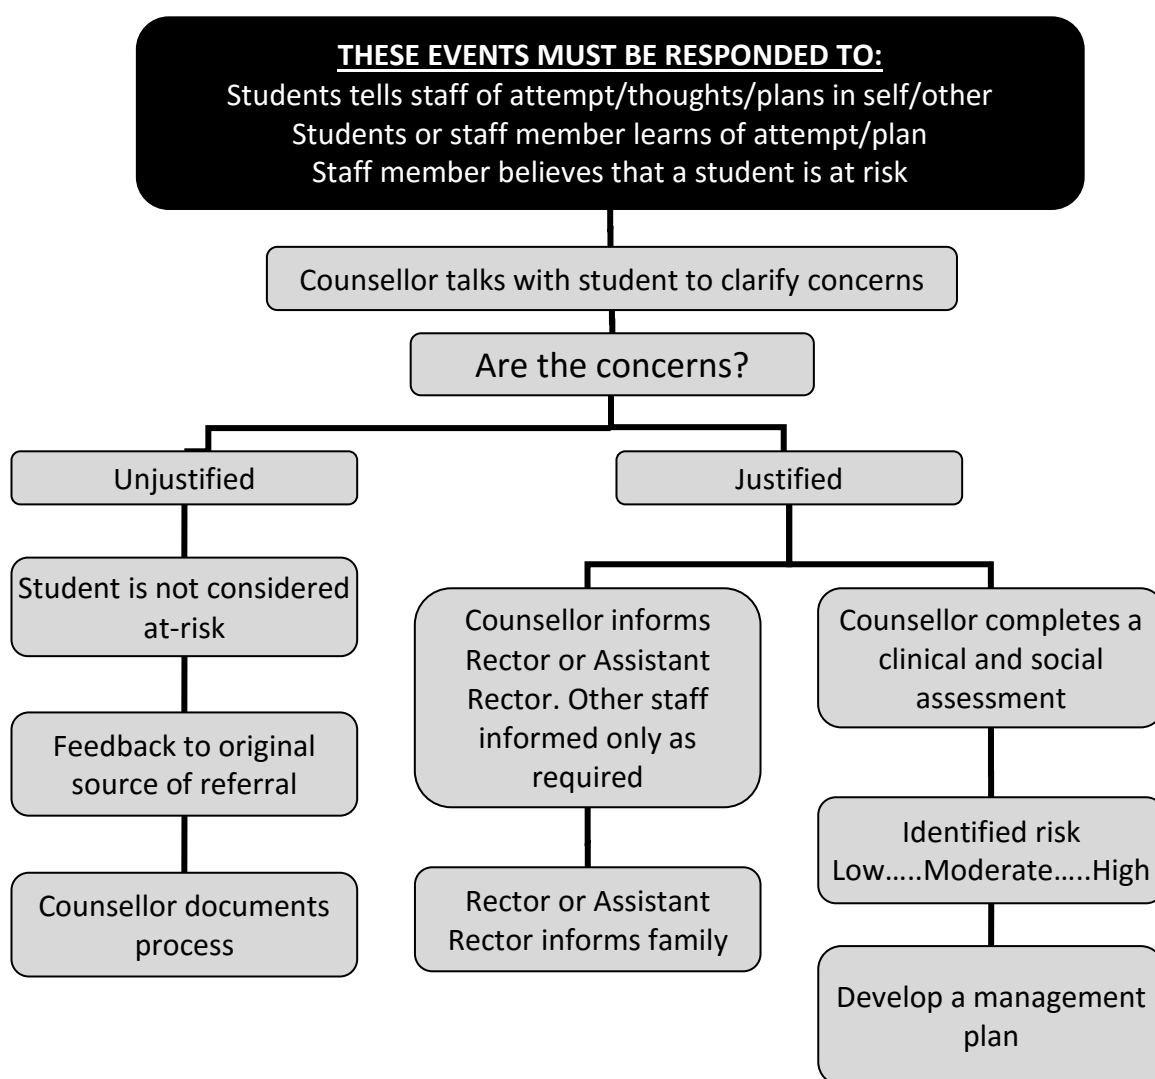 THESE EVENTS MUST BE RESPONDED TO:
Students tells staff of attempt/thoughts/plans in self/other
Students or staff member learns of attempt/plan
Staff member believes that a student is at risk
Counsellor talks with student to clarify concerns
Are the concerns?
Unjustified
Justified
Student is not considered
at-risk
Feedback to original
source of referral
Counsellor documents
process
Counsellor informs
Rector or Assistant
Rector. Other staff
informed only as
required
Rector or Assistant
Rector informs family
Counsellor completes a
clinical and social
assessment
Identified risk
Low.....Moderate.....High
Develop a management
plan